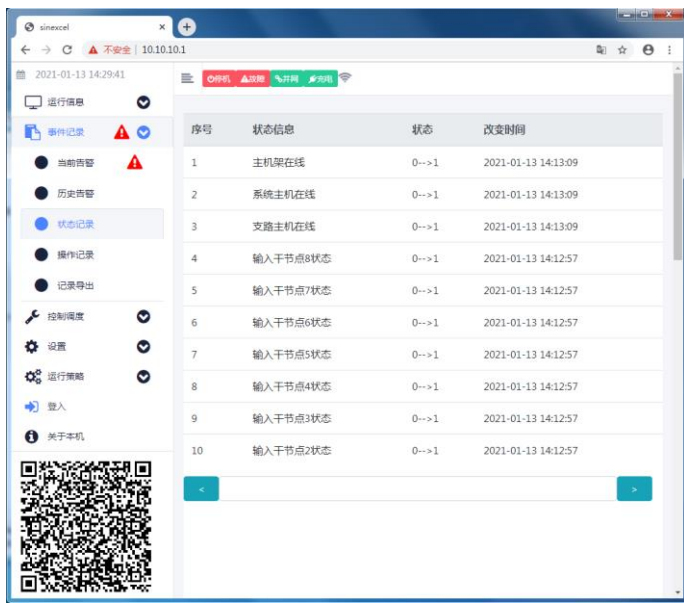 sinexcel
不安全 | 10.10.10.1
2021-01-13 14:29:41
停机 故障 并网 充电
运行信息
事件记录
当前告警
历史告警
状态记录
操作记录
记录导出
控制调度
设置
运行策略
登入
关于本机
序号 状态信息 状态 改变时间
1 主机架在线 0-->1 2021-01-13 14:13:09
2 系统主机在线 0-->1 2021-01-13 14:13:09
3 支路主机在线 0-->1 2021-01-13 14:13:09
4 输入干节点8状态 0-->1 2021-01-13 14:12:57
5 输入干节点7状态 0-->1 2021-01-13 14:12:57
6 输入干节点6状态 0-->1 2021-01-13 14:12:57
7 输入干节点5状态 0-->1 2021-01-13 14:12:57
8 输入干节点4状态 0-->1 2021-01-13 14:12:57
9 输入干节点3状态 0-->1 2021-01-13 14:12:57
10 输入干节点2状态 0-->1 2021-01-13 14:12:57
< >